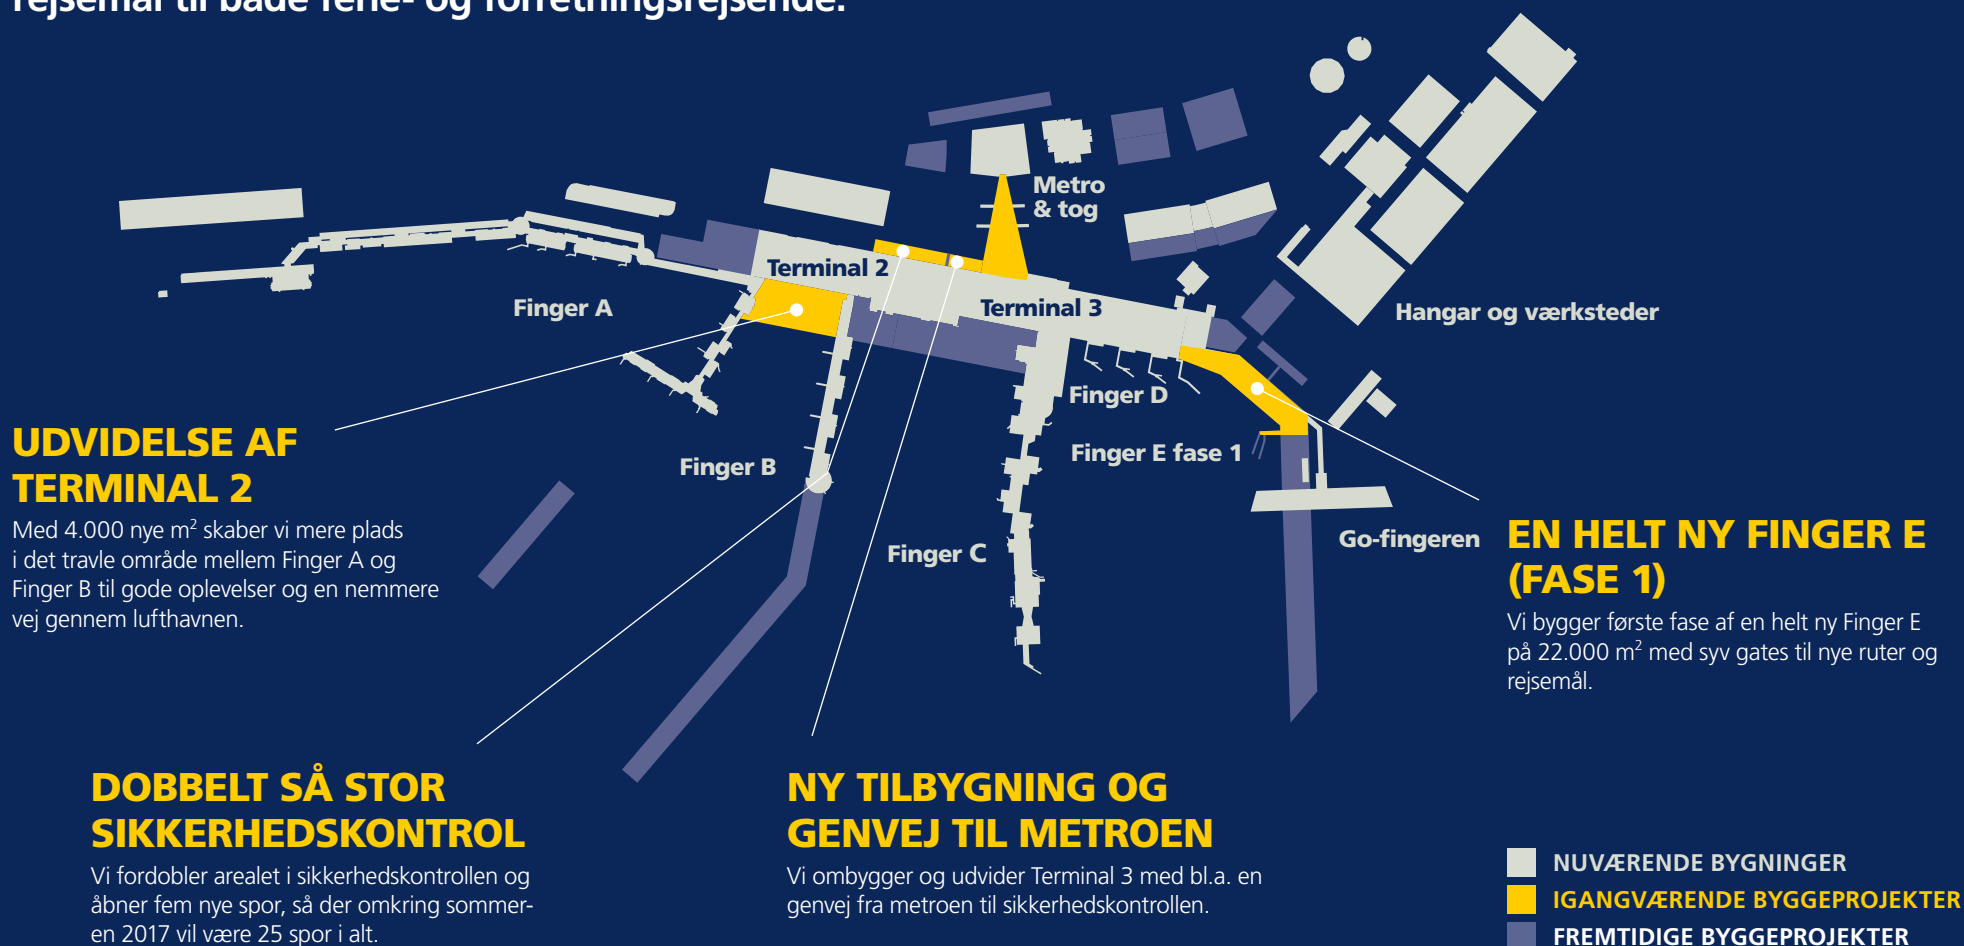 rejsemål til både ferie- og forretningsrejsende.
Metro
& tog
Terminal 2
Terminal 3
Finger A
Hangar og værksteder
Finger D
Finger E fase 1
Finger B
Finger C
Go-fingeren
UDVIDELSE AF
TERMINAL 2
Med 4.000 nye m² skaber vi mere plads
i det travle område mellem Finger A og
Finger B til gode oplevelser og en nemmere
vej gennem lufthavnen.
EN HELT NY FINGER E
(FASE 1)
Vi bygger første fase af en helt ny Finger E
på 22.000 m² med syv gates til nye ruter og
rejsemål.
DOBBELT SÅ STOR
SIKKERHEDSKONTROL
Vi fordobler arealet i sikkerhedskontrollen og
åbner fem nye spor, så der omkring sommer-
en 2017 vil være 25 spor i alt.
NY TILBYGNING OG
GENVEJ TIL METROEN
Vi ombygger og udvider Terminal 3 med bl.a. en
genvej fra metroen til sikkerhedskontrollen.
NUVÆRENDE BYGNINGER
IGANGVÆRENDE BYGGEPROJEKTER
FREMTIDIGE BYGGEPROJEKTER